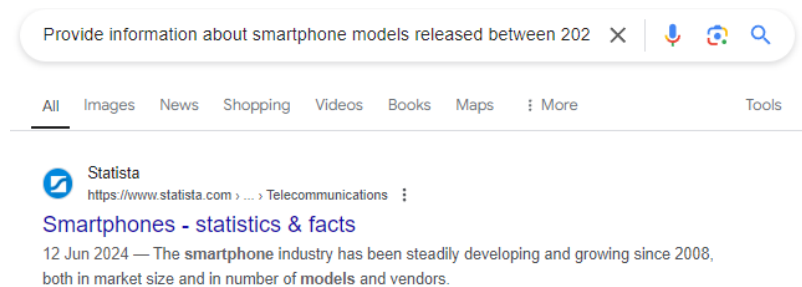 Provide information about smartphone models released between 202
All Images News Shopping Videos Books Maps More Tools
Statista
https://www.statista.com › ... › Telecommunications
Smartphones - statistics & facts
12 Jun 2024 — The smartphone industry has been steadily developing and growing since 2008,
both in market size and in number of models and vendors.